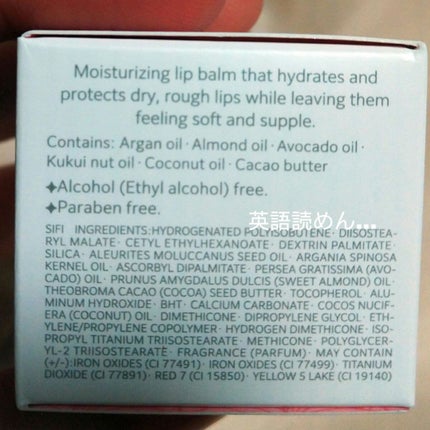 Moisturizing lip balm that hydrates and
protects dry, rough lips while leaving them
feeling soft and supple.
Contains: Argan oil · Almond oil · Avocado oil ·
Kukui nut oil · Coconut oil · Cacao butter
✦Alcohol (Ethyl alcohol) free.
✦Paraben free.
英語読めん...
SIFI INGREDIENTS:HYDROGENATED POLYISOBUTENE · DIISOSTEA-
RYL MALATE · CETYL ETHYLHEXANOATE · DEXTRIN PALMITATE ·
SILICA · ALEURITES MOLUCCANUS SEED OIL · ARGANIA SPINOSA
KERNEL OIL · ASCORBYL DIPALMITATE · PERSEA GRATISSIMA (AVO-
CADO) OIL · PRUNUS AMYGDALUS DULCIS (SWEET ALMOND) OIL ·
THEOBROMA CACAO (COCOA) SEED BUTTER · TOCOPHEROL · ALU-
MINUM HYDROXIDE · BHT · CALCIUM CARBONATE · COCOS NUCIF-
ERA (COCONUT) OIL · DIMETHICONE · DIPROPYLENE GLYCOL · ETH-
YLENE/PROPYLENE COPOLYMER · HYDROGEN DIMETHICONE · ISO-
PROPYL TITANIUM TRIISOSTEARATE · METHICONE · POLYGLYCER-
YL-2 TRIISOSTEARATE · FRAGRANCE (PARFUM) · MAY CONTAIN
(+/-):IRON OXIDES (CI 77491) · IRON OXIDES (CI 77499) · TITANIUM
DIOXIDE (CI 77891) · RED 7 (CI 15850) · YELLOW 5 LAKE (CI 19140)